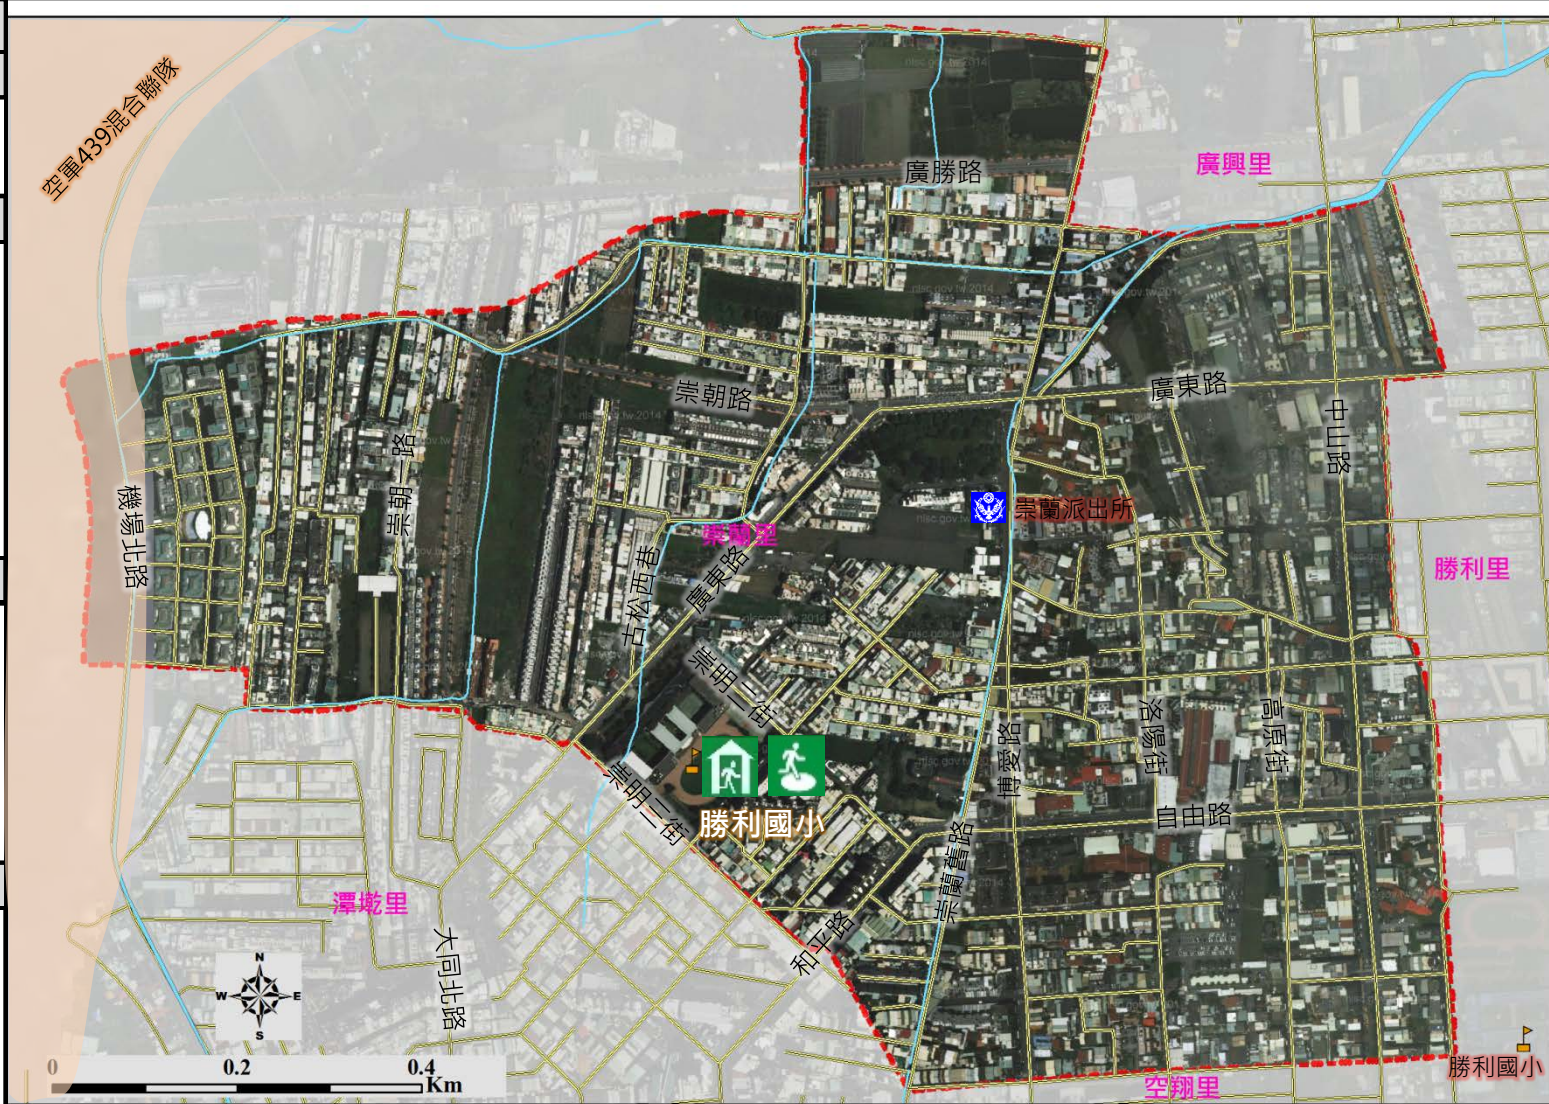 空軍439混合聯隊
廣興里
廣勝路
崇朝路
廣東路
中山路
崇朝一路
機場北路
崇蘭派出所
崇蘭里
廣東路
古松西巷
勝利里
崇明二街
洛陽街
高原街
博愛路
自由路
勝利國小
崇蘭舊路
潭墘里
大同北路
和平路
N
W
E
S
0
0.2
0.4
Km
勝利國小
空翔里
nlsc.gov.tw 2014